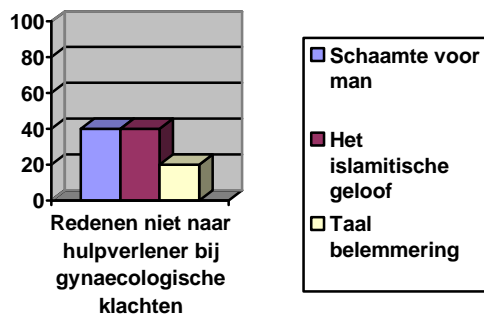 100
80
60
40
20
0
Redenen niet naar
hulpverlener bij
gynaecologische
klachten
Schaamte voor
man
Het
islamitische
geloof
Taal
belemmering